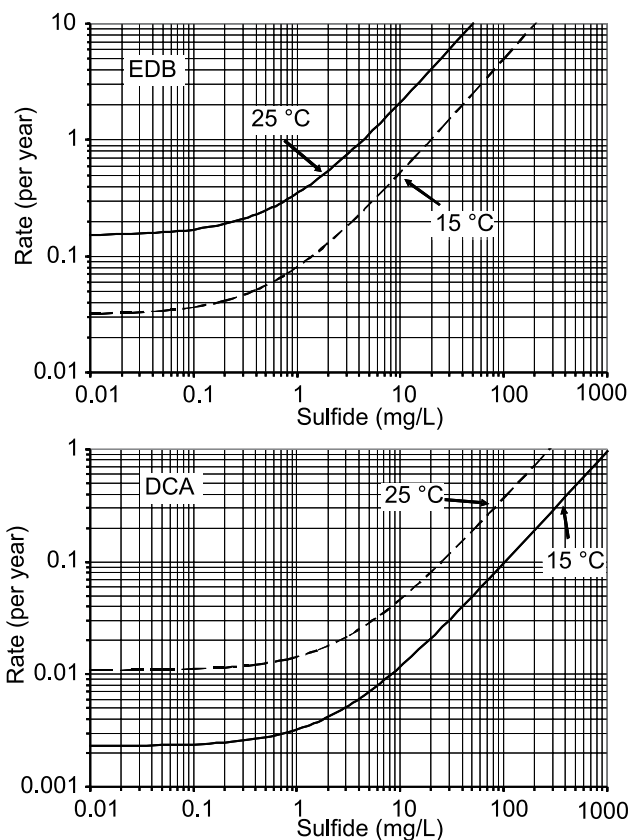 10
EDB
25 °C
1
15 °C
0.1
0.01
0.01 0.1 1 10 100 1000
Rate (per year)
Sulfide (mg/L)
1
DCA
25 °C
0.1
15 °C
0.01
0.001
0.01 0.1 1 10 100 1000
Rate (per year)
Sulfide (mg/L)